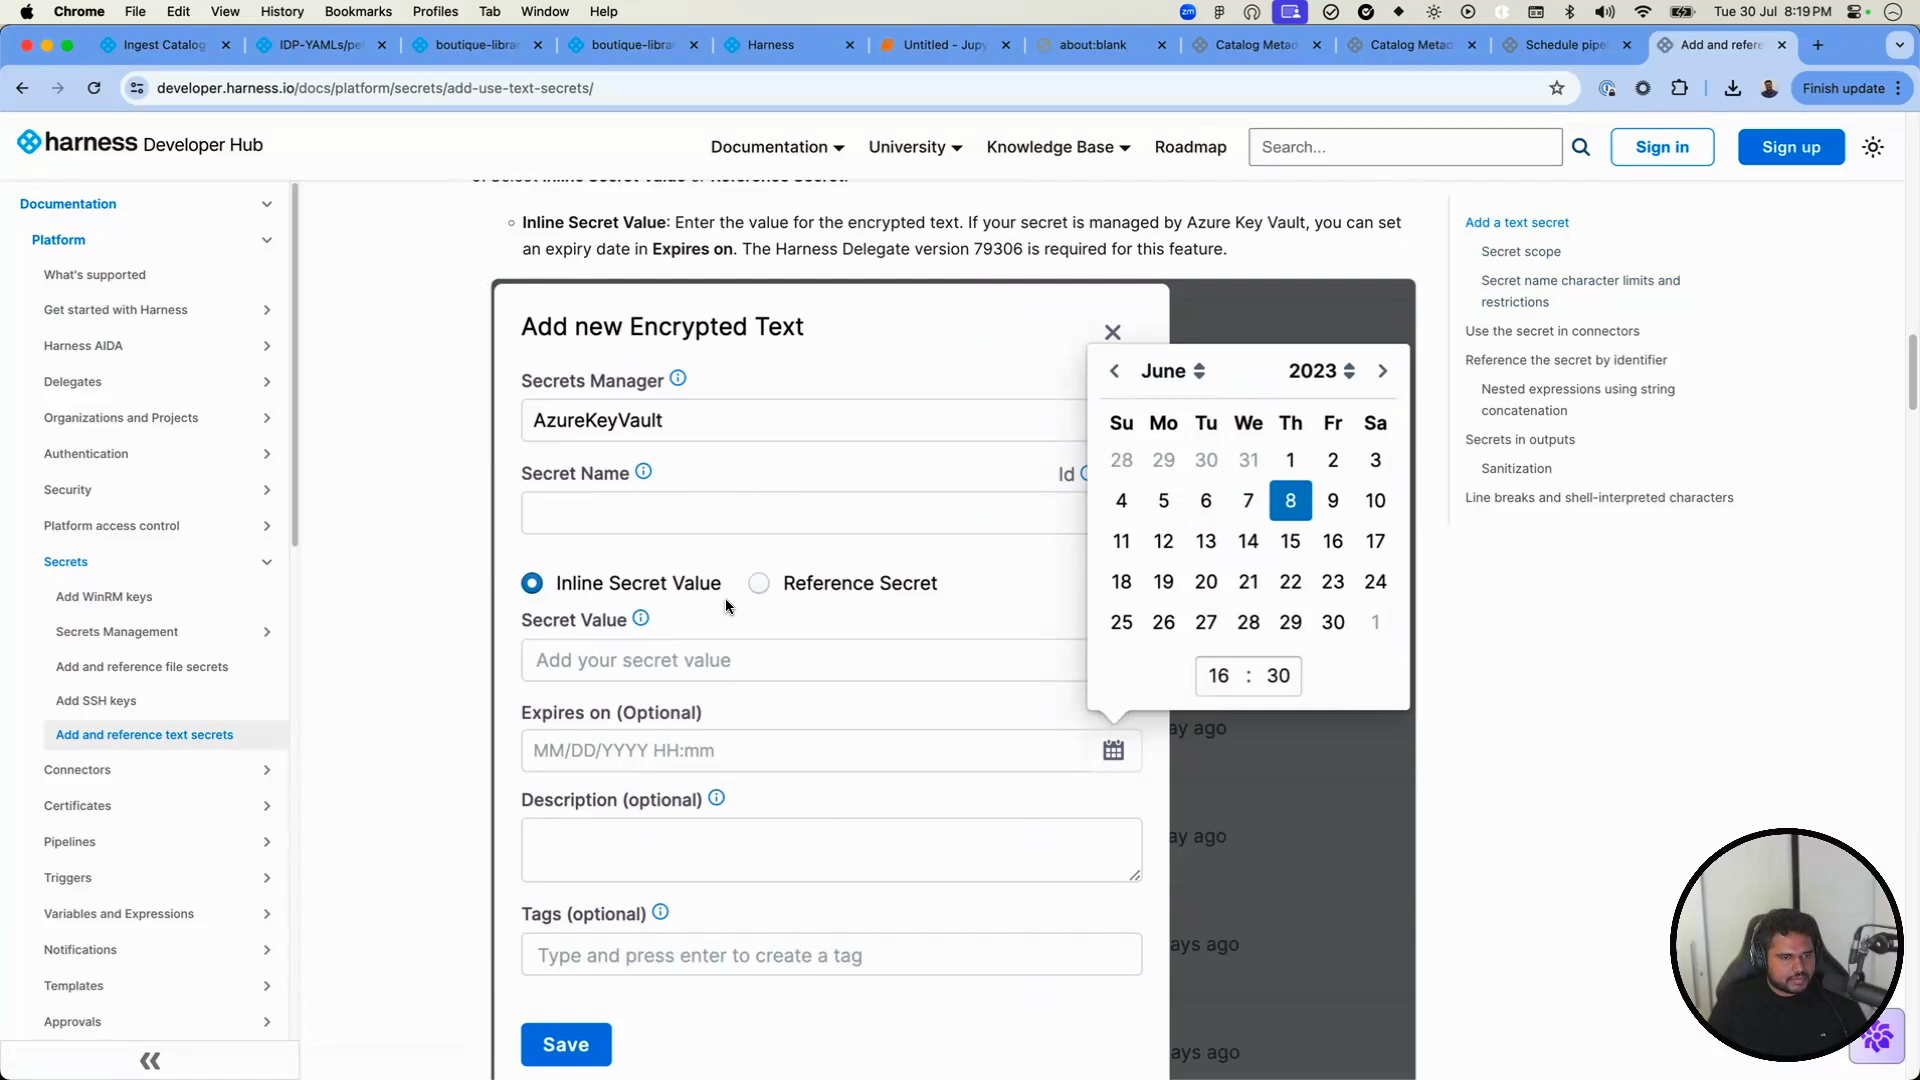 Chrome File Edit View History Bookmarks Profiles Tab Window Help
zm
Tue 30 Jul 8:19 PM
Ingest Catalog
IDP-YAMLs/pe
boutique-libra
boutique-libra
Harness
Untitled - Jupy
about:blank
Catalog Metad
Catalog Metad
Schedule pipe
Add and refere
developer.harness.io/docs/platform/secrets/add-use-text-secrets/
Finish update
harness Developer Hub
Documentation
University
Knowledge Base
Roadmap
Search...
Sign in
Sign up
Documentation
Platform
What's supported
Get started with Harness
Harness AIDA
Delegates
Organizations and Projects
Authentication
Security
Platform access control
Secrets
Add WinRM keys
Secrets Management
Add and reference file secrets
Add SSH keys
Add and reference text secrets
Connectors
Certificates
Pipelines
Triggers
Variables and Expressions
Notifications
Templates
Approvals
Inline Secret Value: Enter the value for the encrypted text. If your secret is managed by Azure Key Vault, you can set
an expiry date in Expires on. The Harness Delegate version 79306 is required for this feature.
Add new Encrypted Text
Secrets Manager
AzureKeyVault
Secret Name
Id
Inline Secret Value
Reference Secret
Secret Value
Add your secret value
Expires on (Optional)
MM/DD/YYYY HH:mm
Description (optional)
Tags (optional)
Type and press enter to create a tag
Save
June 2023
Su Mo Tu We Th Fr Sa
28 29 30 31 1 2 3
4 5 6 7 8 9 10
11 12 13 14 15 16 17
18 19 20 21 22 23 24
25 26 27 28 29 30 1
16 : 30
ay ago
ay ago
ays ago
ays ago
Add a text secret
Secret scope
Secret name character limits and
restrictions
Use the secret in connectors
Reference the secret by identifier
Nested expressions using string
concatenation
Secrets in outputs
Sanitization
Line breaks and shell-interpreted characters